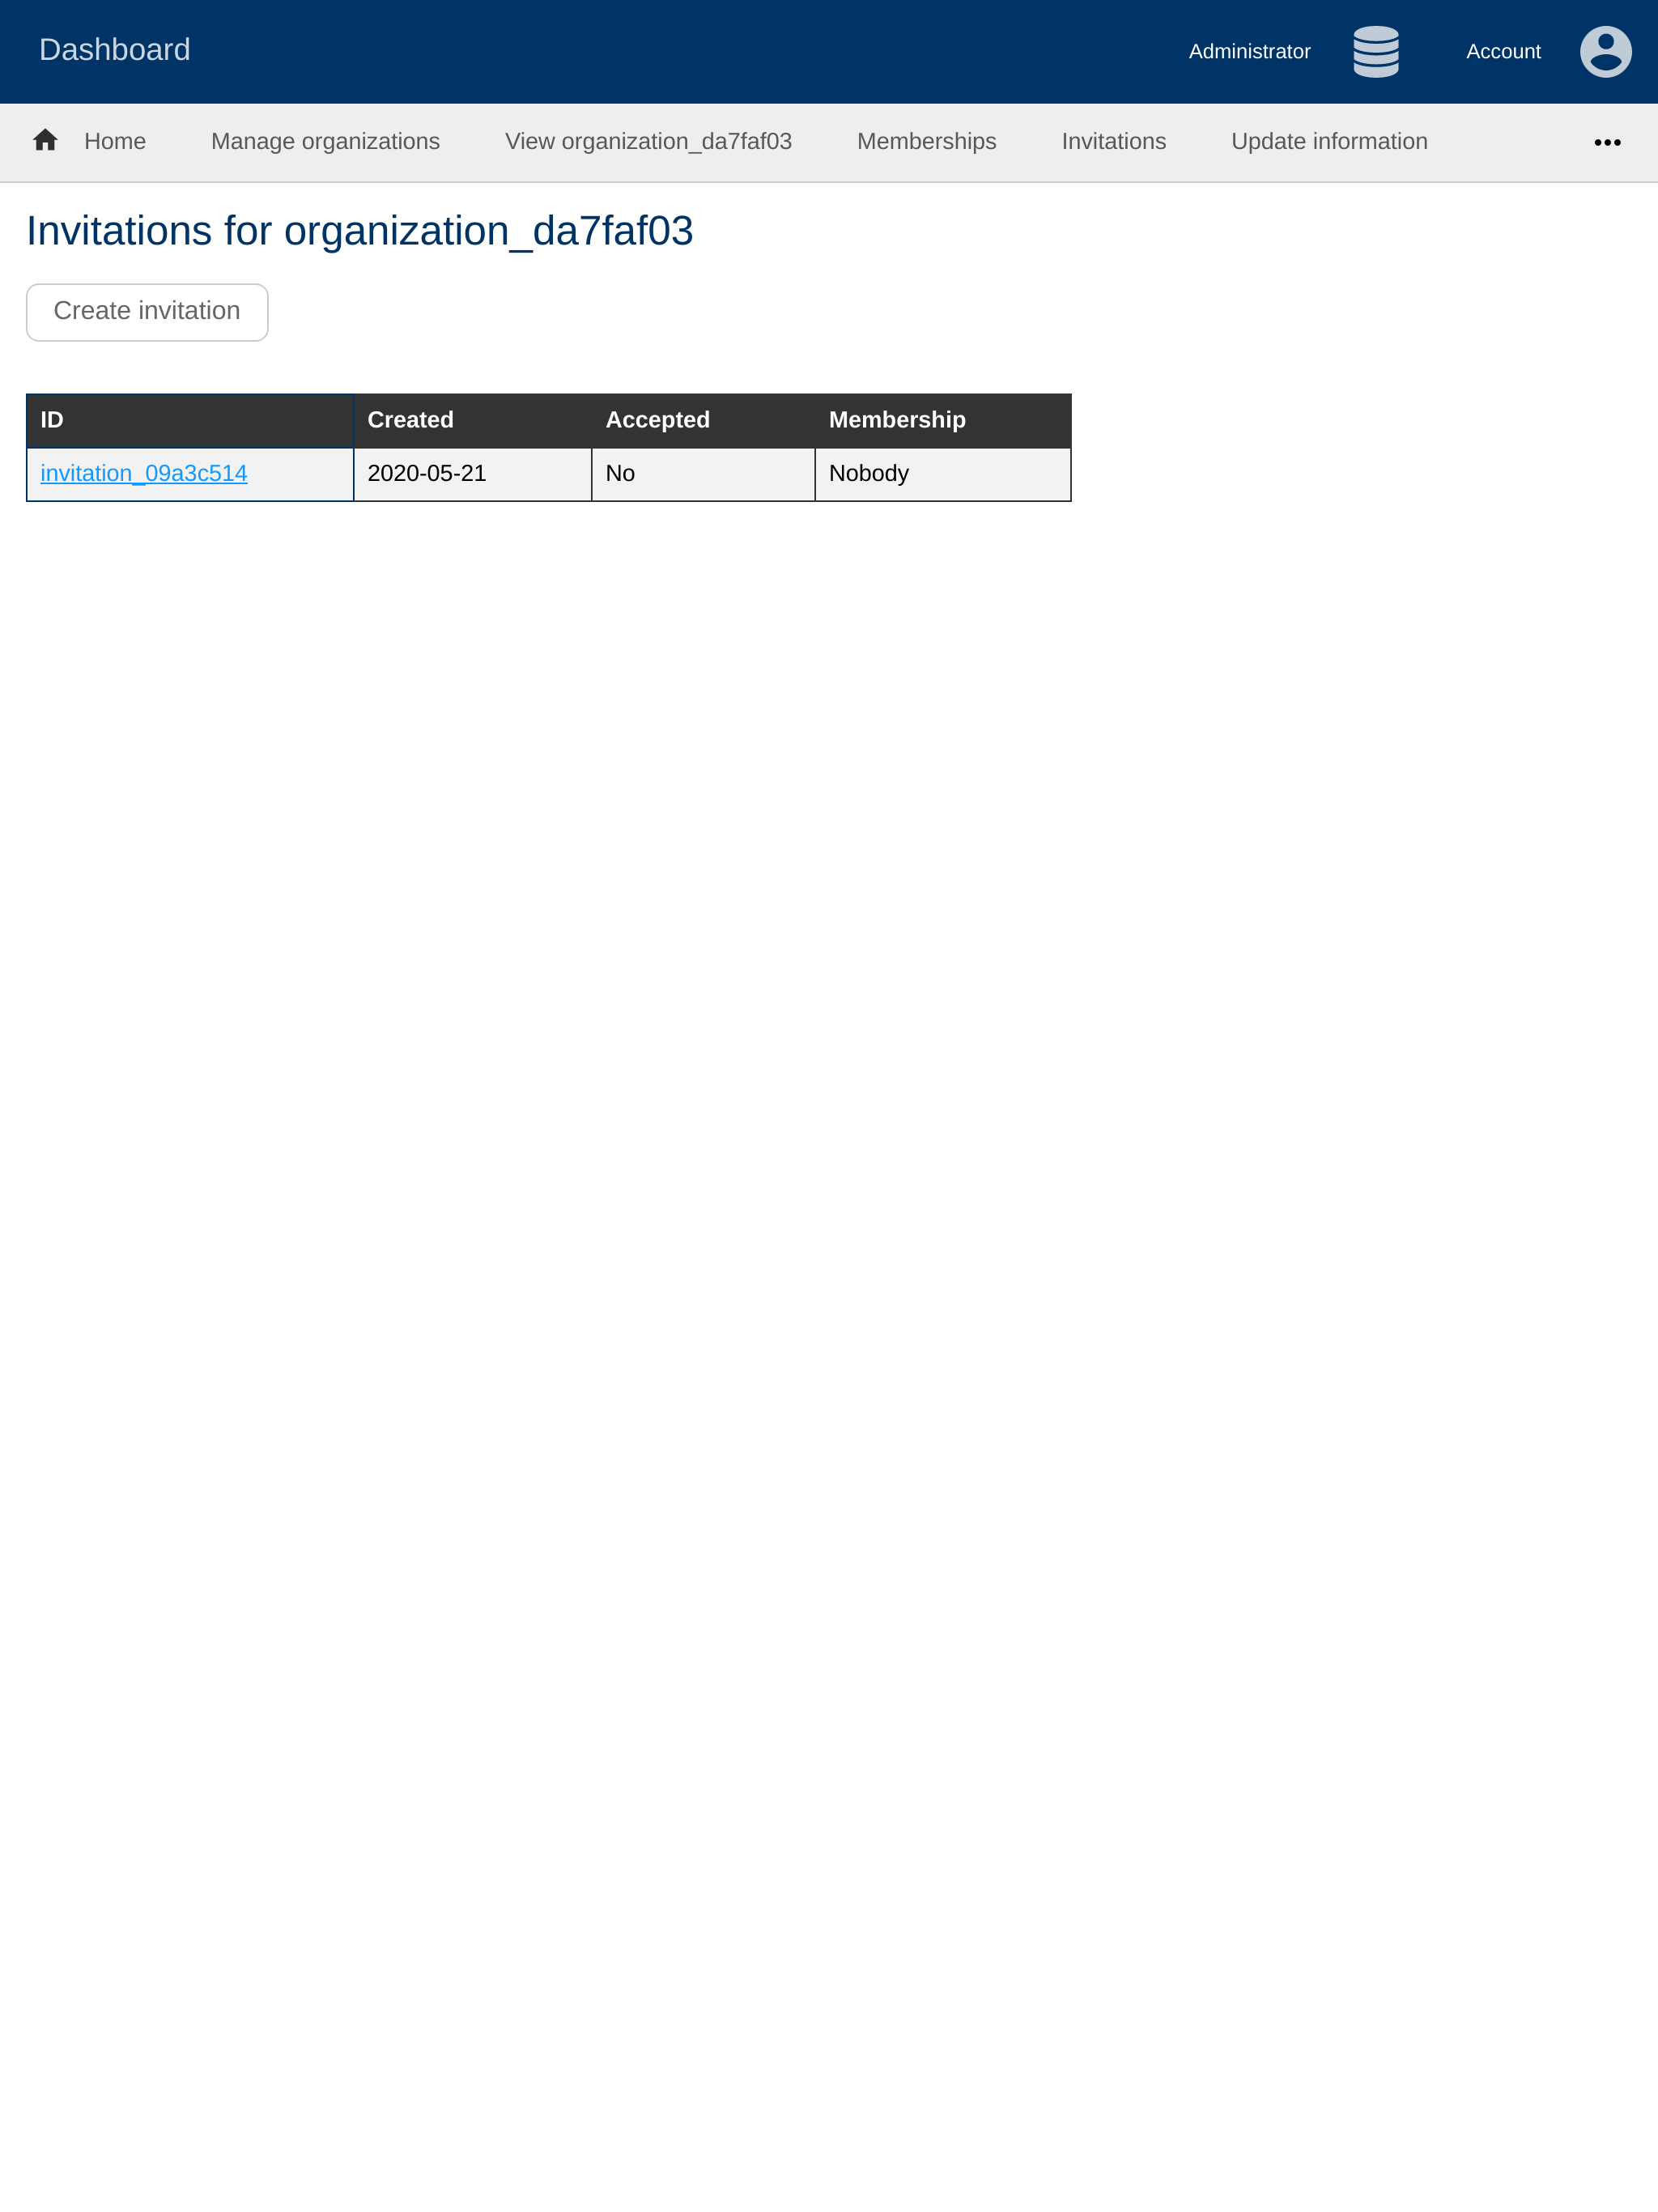 Dashboard
Administrator
Account
Home
Manage organizations
View organization_da7faf03
Memberships
Invitations
Update information
Invitations for organization_da7faf03
Create invitation
ID Created Accepted Membership
invitation_09a3c514 2020-05-21 No Nobody